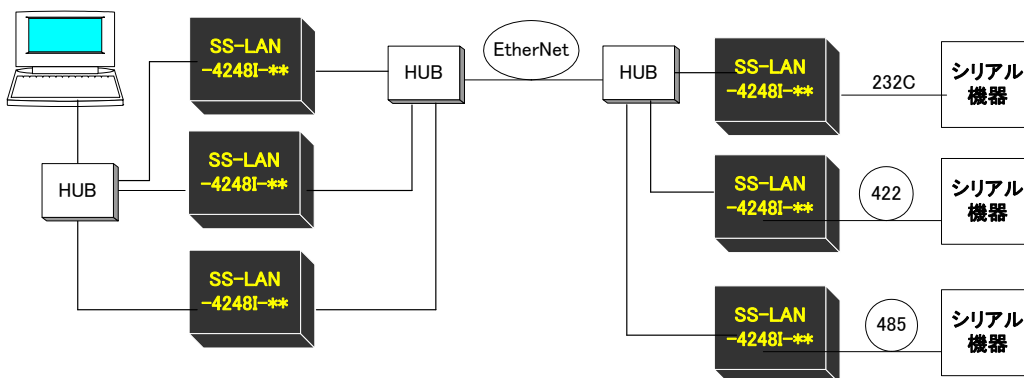 SS-LAN
-4248I-**
HUB
EtherNet
HUB
SS-LAN
-4248I-**
232C
シリアル
機器
HUB
SS-LAN
-4248I-**
SS-LAN
-4248I-**
422
シリアル
機器
SS-LAN
-4248I-**
SS-LAN
-4248I-**
485
シリアル
機器